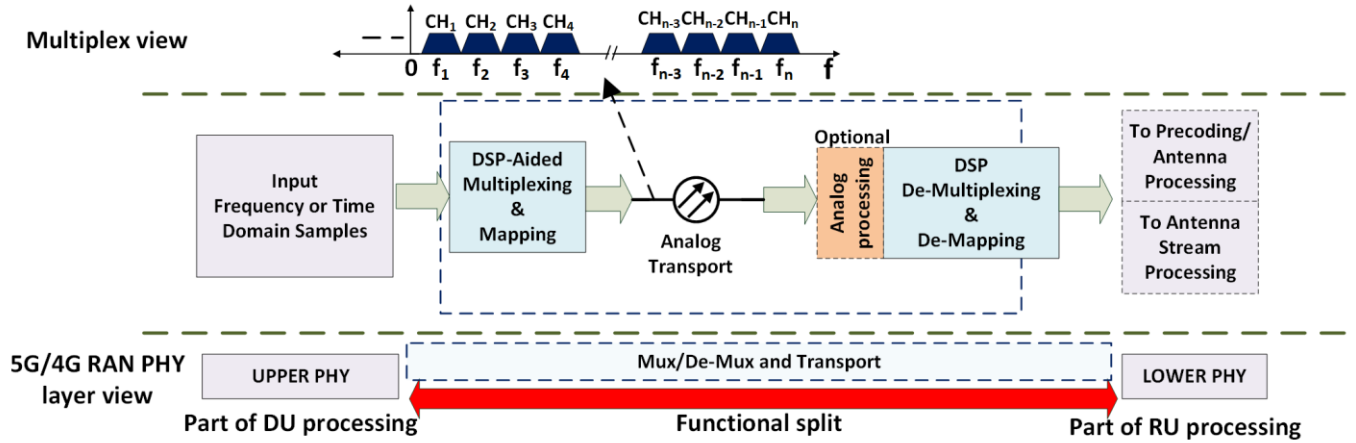 Multiplex view
CH₁ CH₂ CH₃ CH₄ CHₙ₋₃ CHₙ₋₂ CHₙ₋₁ CHₙ
0 f₁ f₂ f₃ f₄ fₙ₋₃ fₙ₋₂ fₙ₋₁ fₙ f
Input
Frequency or Time
Domain Samples
DSP-Aided
Multiplexing
&
Mapping
Analog
Transport
Optional
Analog
processing
DSP
De-Multiplexing
&
De-Mapping
To Precoding/
Antenna
Processing
To Antenna
Stream
Processing
5G/4G RAN PHY
layer view
UPPER PHY
Mux/De-Mux and Transport
LOWER PHY
Part of DU processing
Functional split
Part of RU processing